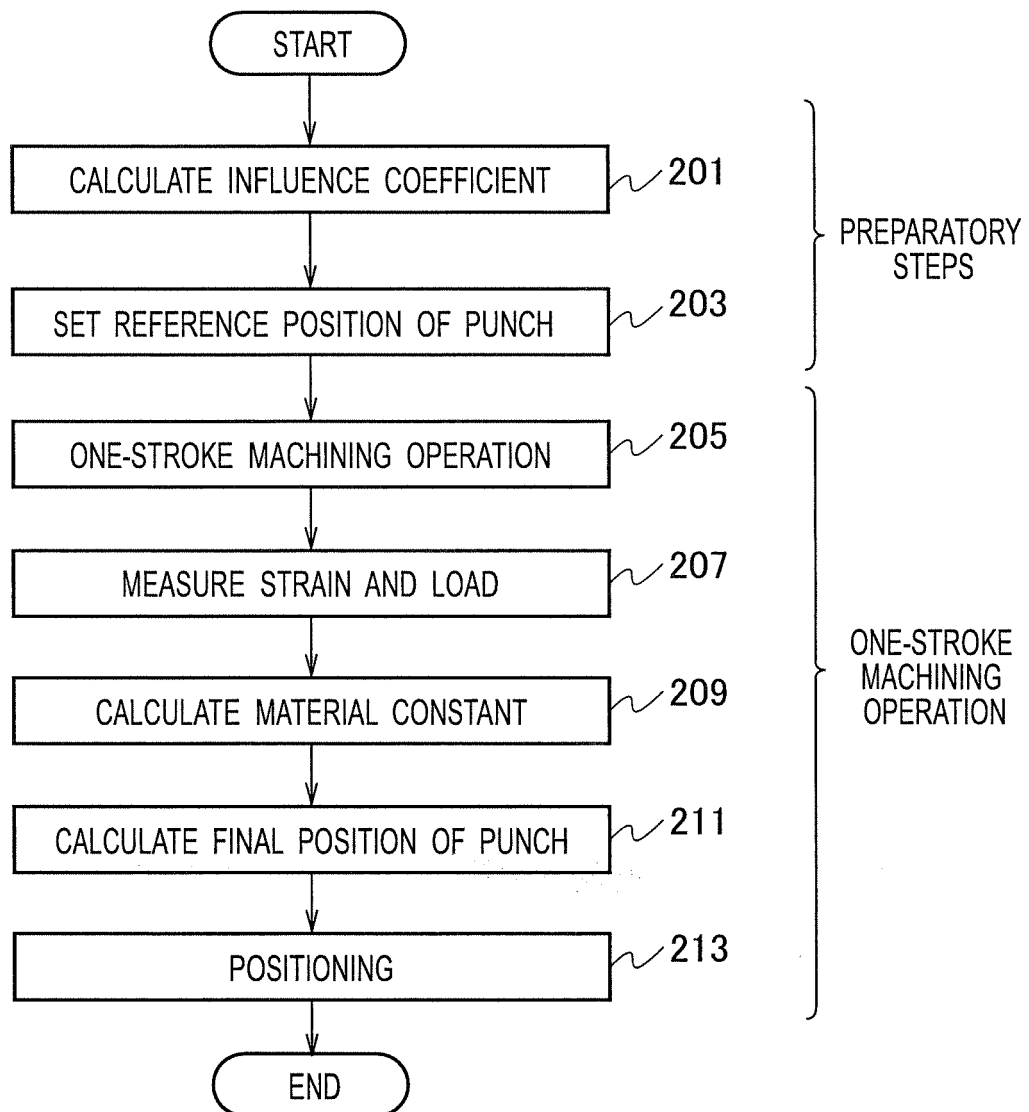 START
CALCULATE INFLUENCE COEFFICIENT
201
SET REFERENCE POSITION OF PUNCH
203
PREPARATORY
STEPS
ONE-STROKE MACHINING OPERATION
205
MEASURE STRAIN AND LOAD
207
CALCULATE MATERIAL CONSTANT
209
CALCULATE FINAL POSITION OF PUNCH
211
POSITIONING
213
ONE-STROKE
MACHINING
OPERATION
END